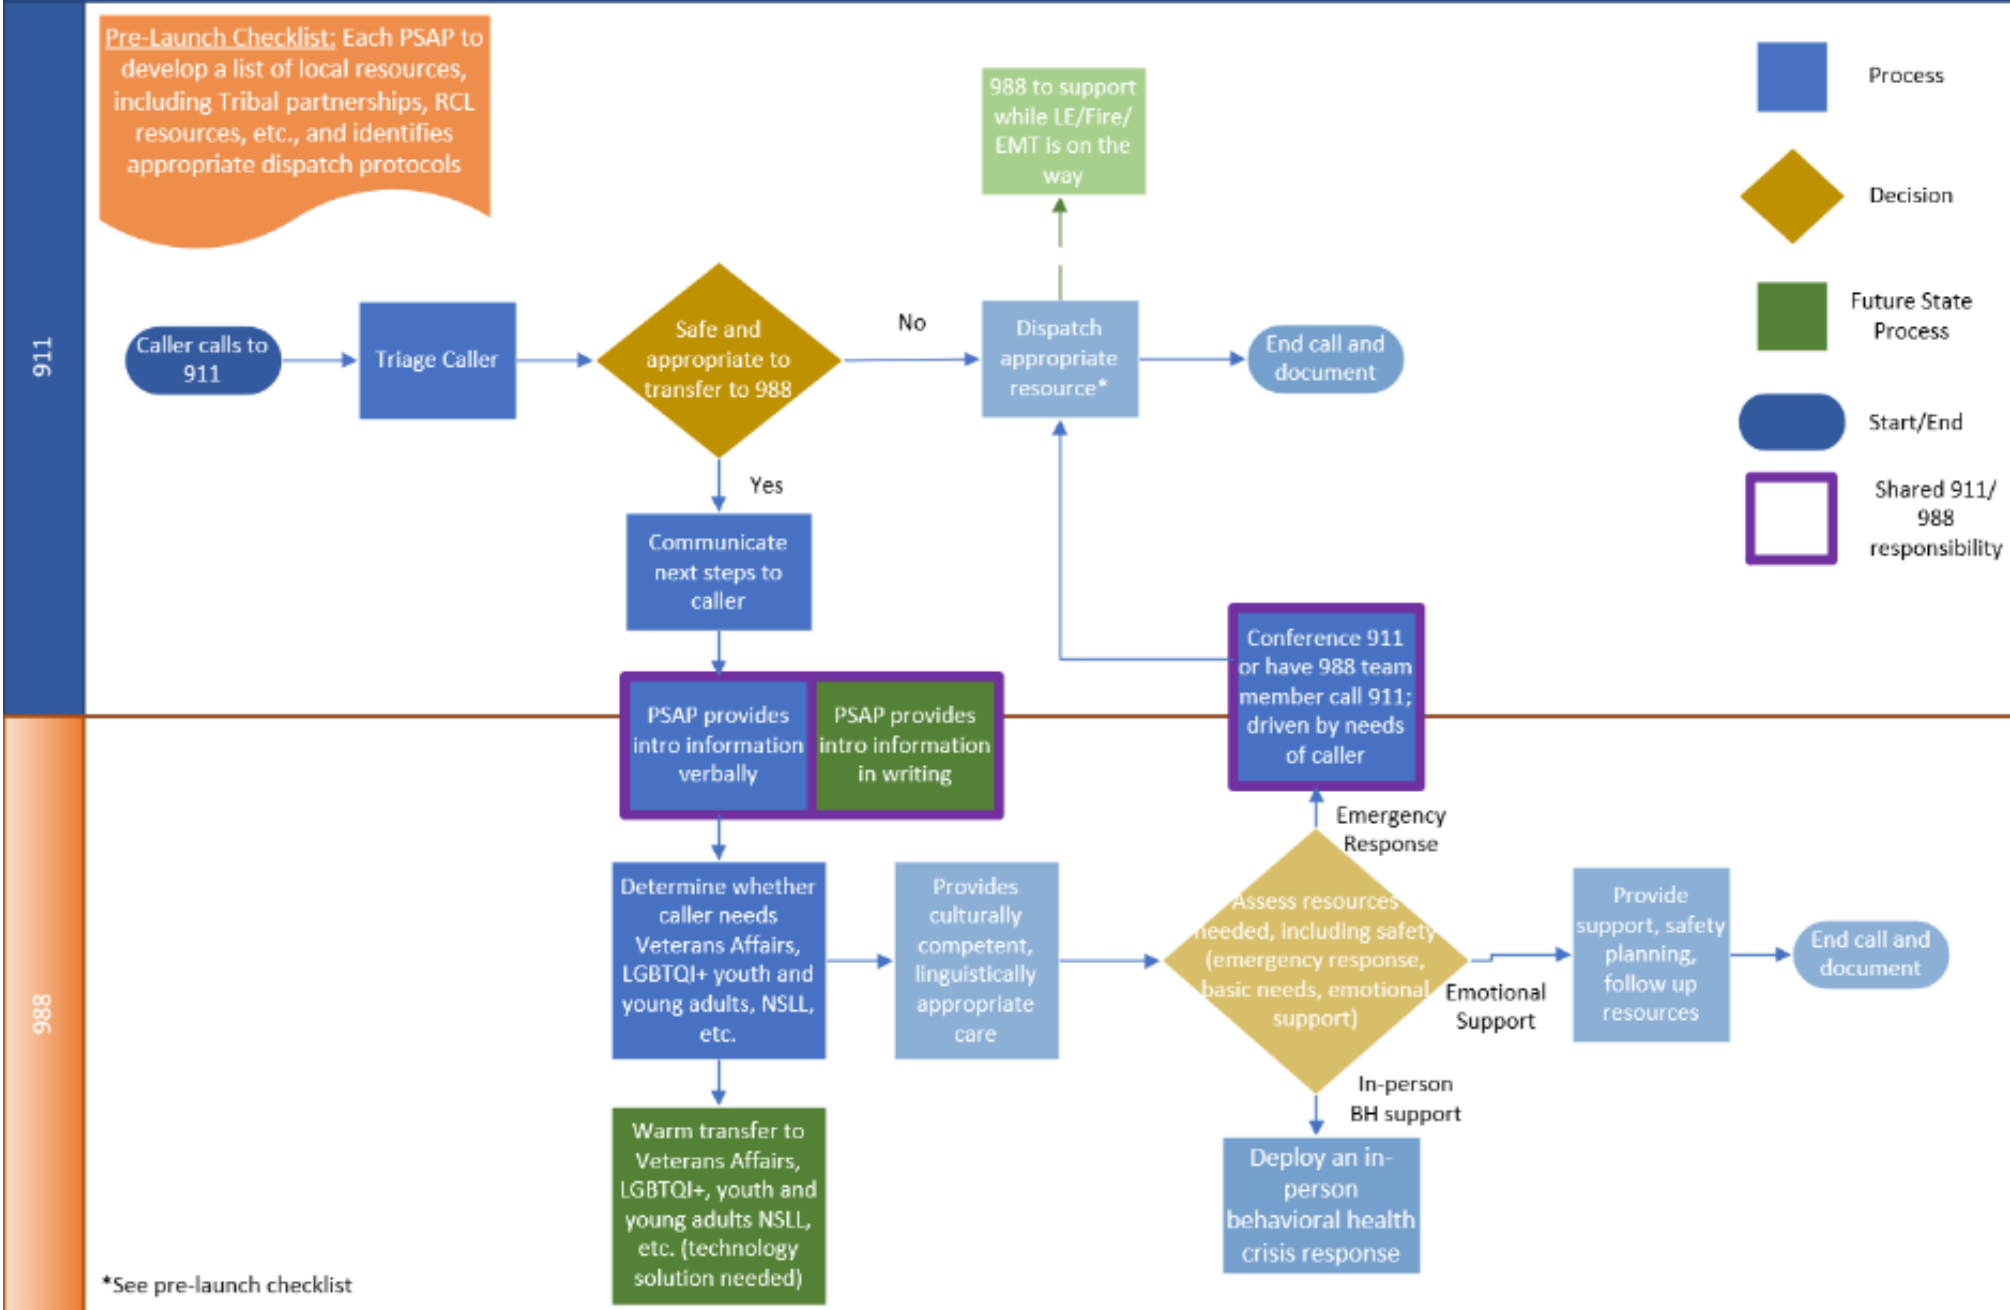 Pre-Launch Checklist: Each PSAP to
develop a list of local resources,
including Tribal partnerships, RCL
resources, etc., and identifies
appropriate dispatch protocols
988 to support
while LE/Fire/
EMT is on the
way
Process
Decision
Future State
Process
Start/End
Shared 911/
988
responsibility
911
Caller calls to
911
Triage Caller
Safe and
appropriate to
transfer to 988
No
Dispatch
appropriate
resource*
End call and
document
Yes
Communicate
next steps to
caller
PSAP provides
intro information
verbally
PSAP provides
intro information
in writing
Conference 911
or have 988 team
member call 911;
driven by needs
of caller
988
Determine whether
caller needs
Veterans Affairs,
LGBTQI+ youth and
young adults, NSLL,
etc.
Provides
culturally
competent,
linguistically
appropriate
care
Emergency
Response
Assess resources
needed, including safety
(emergency response,
basic needs, emotional
support)
Emotional
Support
Provide
support, safety
planning,
follow up
resources
End call and
document
In-person
BH support
Deploy an in-
person
behavioral health
crisis response
Warm transfer to
Veterans Affairs,
LGBTQI+, youth and
young adults NSLL,
etc. (technology
solution needed)
*See pre-launch checklist